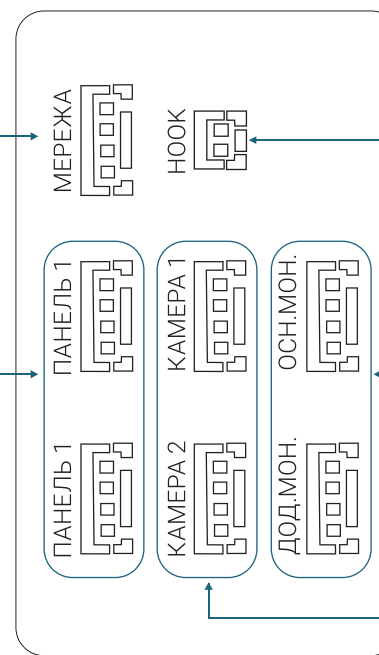 МЕРЕЖА
HOOK
ПАНЕЛЬ 1
КАМЕРА 1
ОСН.МОН.
ПАНЕЛЬ 1
КАМЕРА 2
ДОД.МОН.